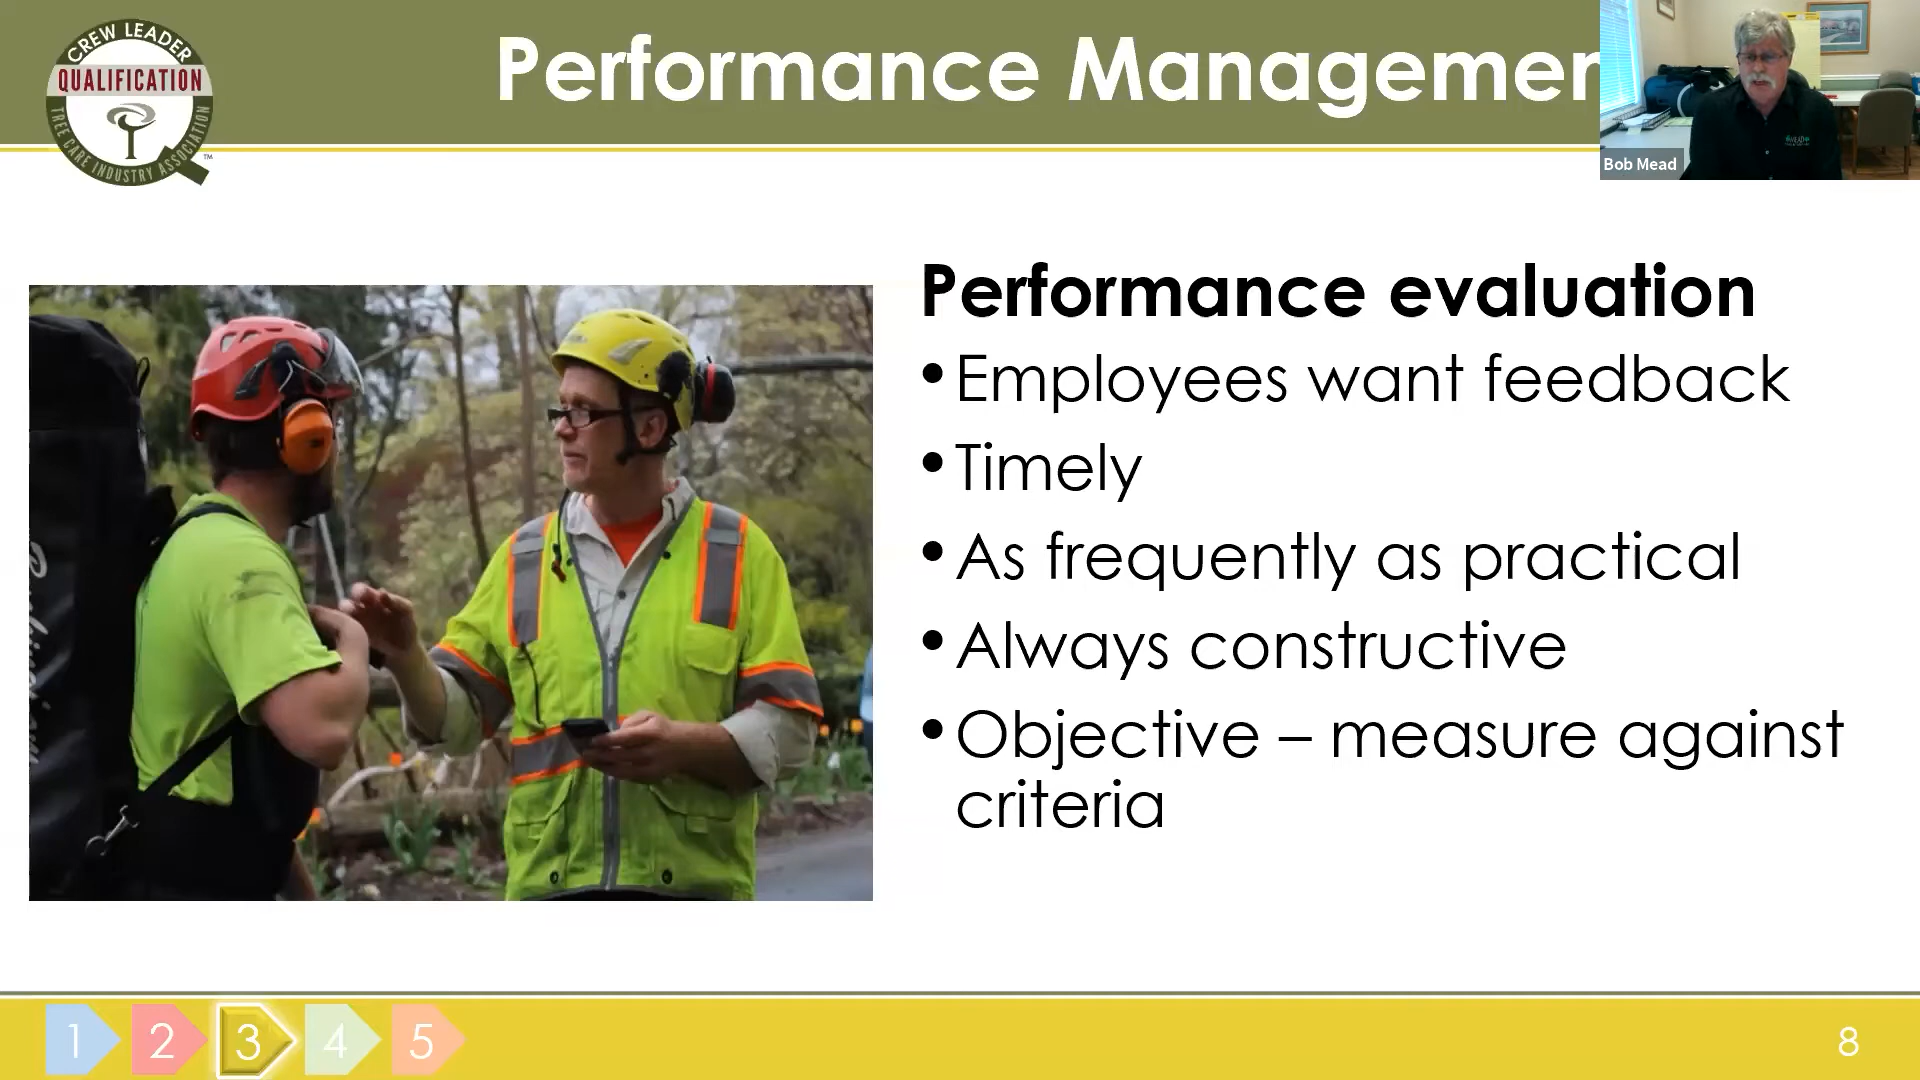 CREW LEADER
QUALIFICATION
TREE CARE INDUSTRY ASSOCIATION
™
Performance Managemen
Bob Mead
Performance evaluation
•Employees want feedback
•Timely
•As frequently as practical
•Always constructive
•Objective – measure against
criteria
1 2 3 4 5
8